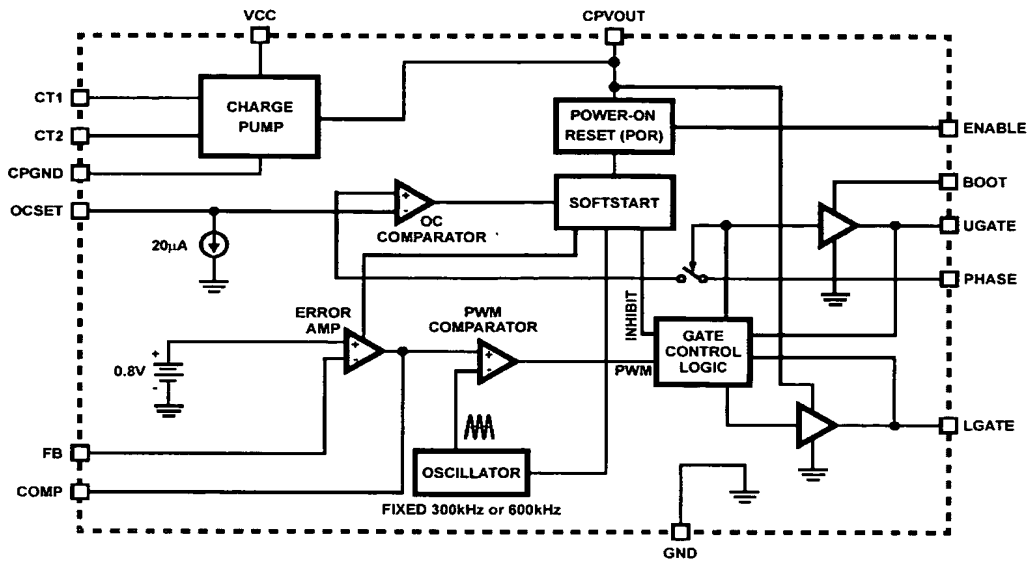 VCC
CPVOUT
CT1
CT2
CPGND
OCSET
CHARGE
PUMP
POWER-ON
RESET (POR)
ENABLE
BOOT
UGATE
PHASE
+
-
OC
COMPARATOR
SOFTSTART
20μA
ERROR
AMP
PWM
COMPARATOR
INHIBIT
GATE
CONTROL
LOGIC
PWM
+
0.8V
-
+
-
+
-
LGATE
FB
COMP
OSCILLATOR
FIXED 300kHz or 600kHz
GND